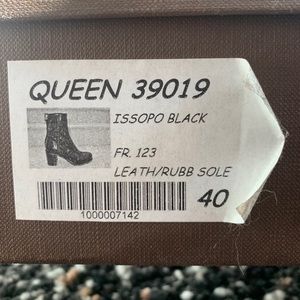 QUEEN 39019
ISSOPO BLACK
FR. 123
LEATH/RUBB SOLE
1000007142
40